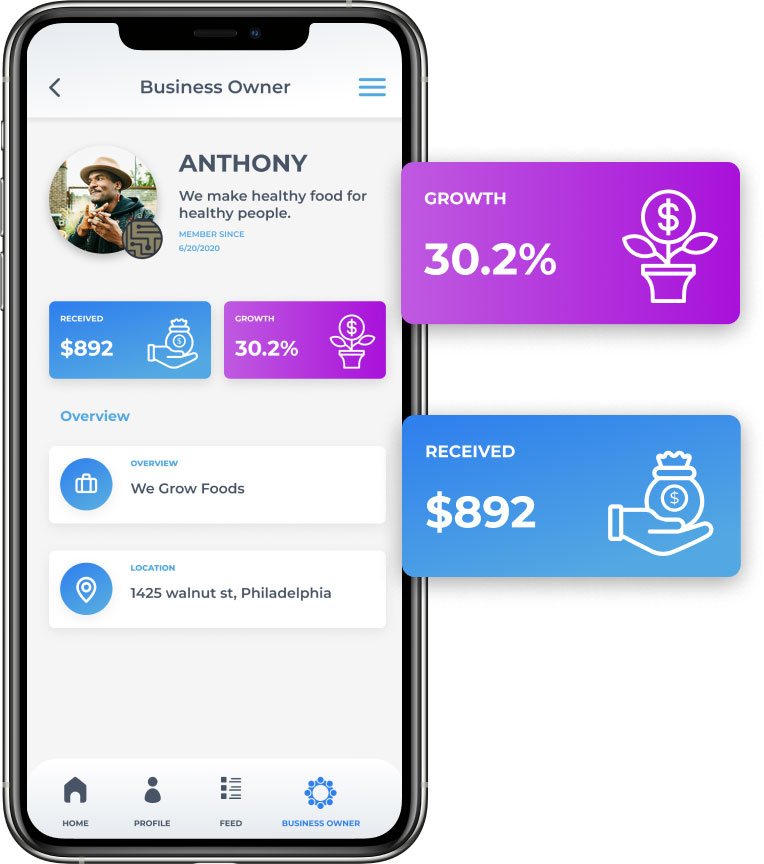 Business Owner
ANTHONY
We make healthy food for
healthy people.
MEMBER SINCE
6/20/2020
RECEIVED
$892
$
GROWTH
30.2%
$
Overview
OVERVIEW
We Grow Foods
LOCATION
1425 walnut st, Philadelphia
HOME
PROFILE
FEED
BUSINESS OWNER
GROWTH
30.2%
$
RECEIVED
$892
$